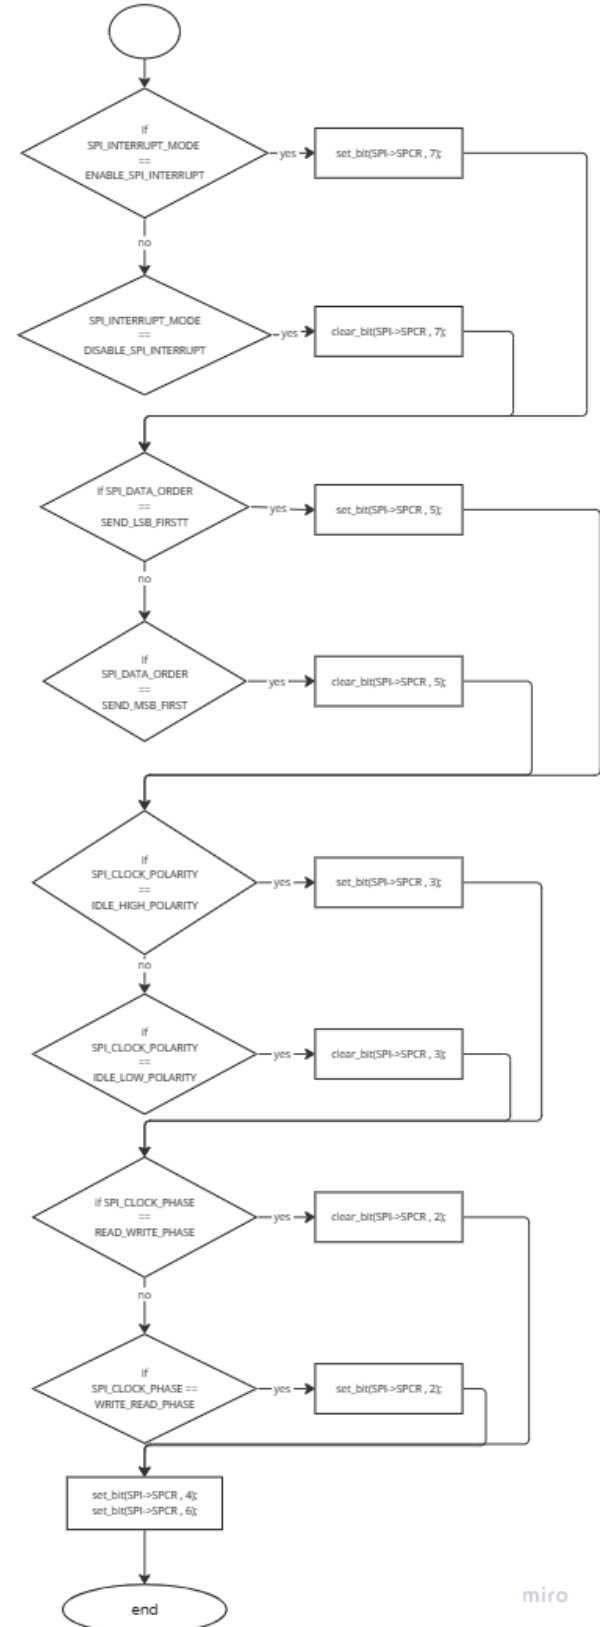 If
SPI_INTERRUPT_MODE
==
ENABLE_SPI_INTERRUPT
yes
set_bit(SPI->SPCR , 7);
no
SPI_INTERRUPT_MODE
==
DISABLE_SPI_INTERRUPT
yes
clear_bit(SPI->SPCR , 7);
If SPI_DATA_ORDER
==
SEND_LSB_FIRSTT
yes
set_bit(SPI->SPCR , 5);
no
If
SPI_DATA_ORDER
==
SEND_MSB_FIRST
yes
clear_bit(SPI->SPCR , 5);
If
SPI_CLOCK_POLARITY
==
IDLE_HIGH_POLARITY
yes
set_bit(SPI->SPCR , 3);
no
If
SPI_CLOCK_POLARITY
==
IDLE_LOW_POLARITY
yes
clear_bit(SPI->SPCR , 3);
If SPI_CLOCK_PHASE
==
READ_WRITE_PHASE
yes
clear_bit(SPI->SPCR , 2);
no
If
SPI_CLOCK_PHASE ==
WRITE_READ_PHASE
yes
set_bit(SPI->SPCR , 2);
set_bit(SPI->SPCR , 4);
set_bit(SPI->SPCR , 6);
end
miro